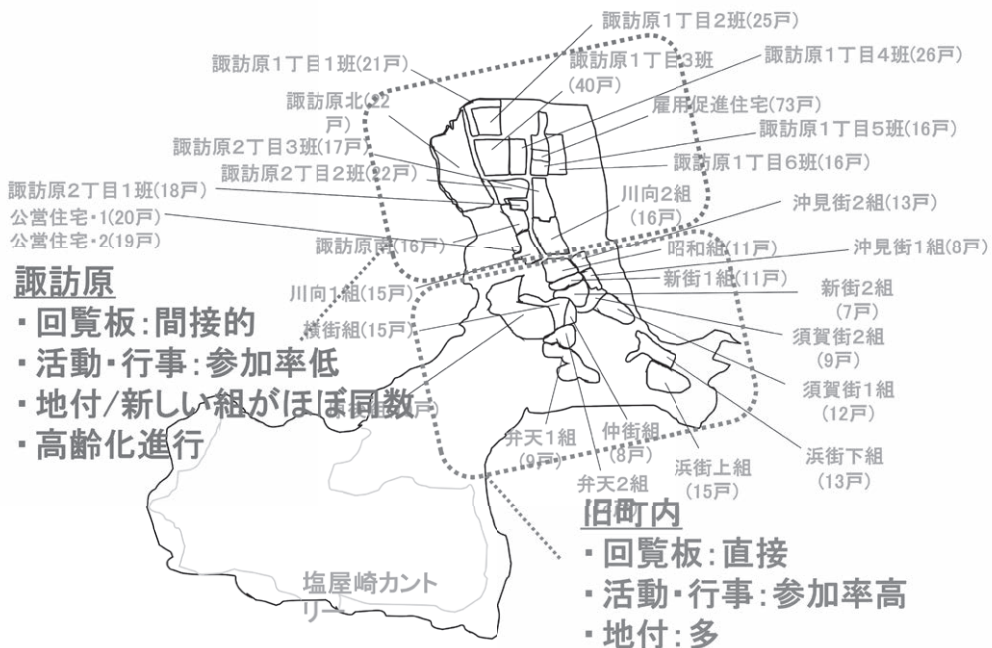 諏訪原1丁目2班(25戸)
諏訪原1丁目1班(21戸)
諏訪原1丁目3班
(40戸)
諏訪原1丁目4班(26戸)
諏訪原北(22
戸)
雇用促進住宅(73戸)
諏訪原2丁目3班(17戸)
諏訪原1丁目5班(16戸)
諏訪原2丁目2班(22戸)
諏訪原1丁目6班(16戸)
諏訪原2丁目1班(18戸)
川向2組
(16戸)
沖見街2組(13戸)
公営住宅・1(20戸)
公営住宅・2(19戸)
諏訪原南(16戸)
昭和組(11戸)
沖見街1組(8戸)
諏訪原
新街1組(11戸)
川向1組(15戸)
新街2組
(7戸)
・回覧板:間接的
横街組(15戸)
須賀街2組
(9戸)
・活動・行事:参加率低
須賀街1組
(12戸)
・地付/新しい組がほぼ同数
・高齢化進行
弁天1組
(9戸)
仲街組
(8戸)
浜街上組
(15戸)
浜街下組
(13戸)
弁天2組
旧町内
・回覧板:直接
・活動・行事:参加率高
・地付:多
塩屋崎カント
リー